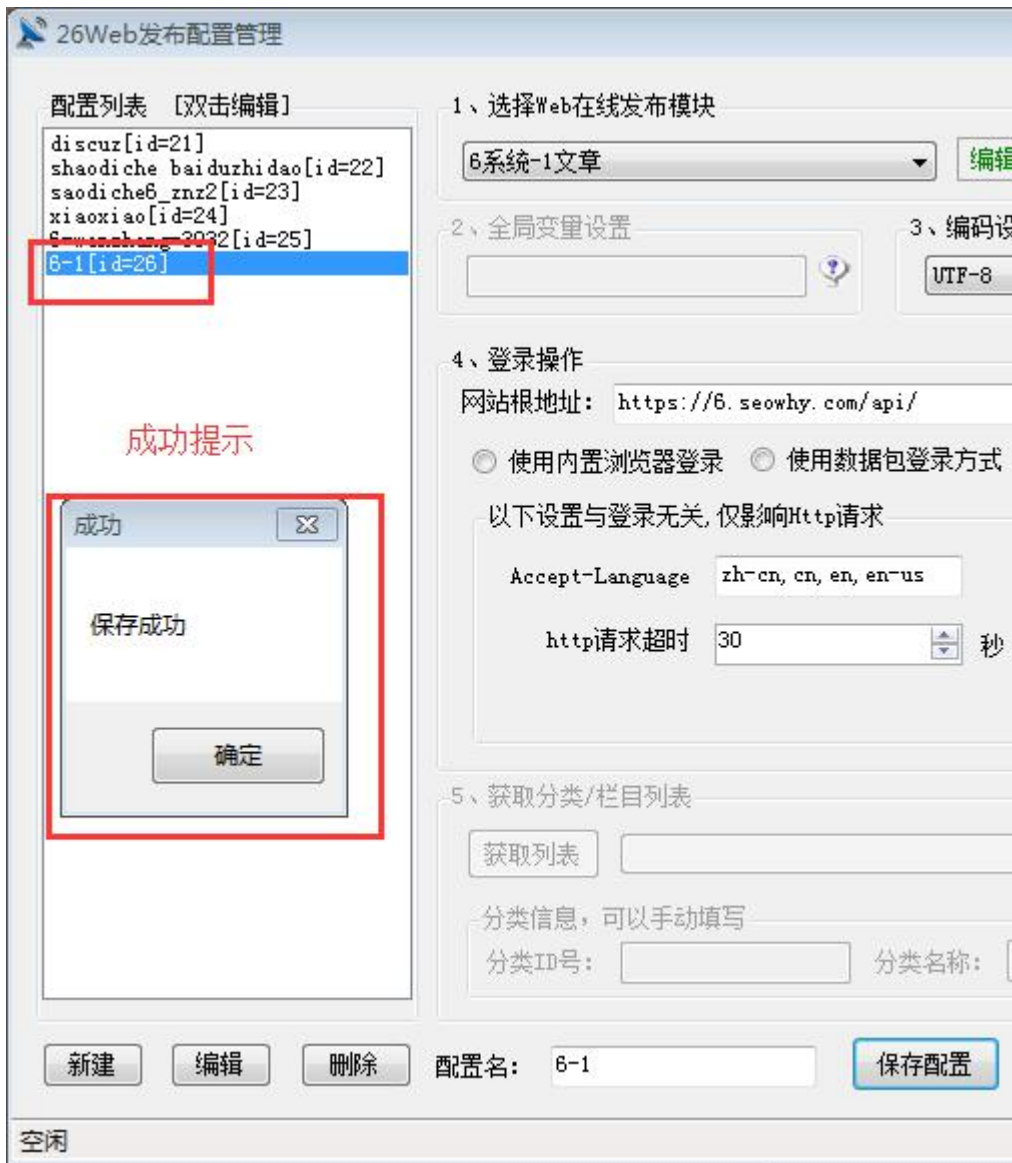 26Web发布配置管理
配置列表 [双击编辑]
discuz[id=21]
shaodiche baiduzhidao[id=22]
saodiche6_znz2[id=23]
xiaoxiao[id=24]
6-wenzhang-3032[id=25]
6-1[id=26]
成功提示
成功
保存成功
确定
1、选择Web在线发布模块
6系统-1文章
编辑
2、全局变量设置
3、编码设
UTF-8
4、登录操作
网站根地址: https://6.seowhy.com/api/
使用内置浏览器登录 使用数据包登录方式
以下设置与登录无关,仅影响Http请求
Accept-Language zh-cn,cn,en,en-us
http请求超时 30 秒
5、获取分类/栏目列表
获取列表
分类信息,可以手动填写
分类ID号: 分类名称:
新建 编辑 删除 配置名: 6-1 保存配置
空闲